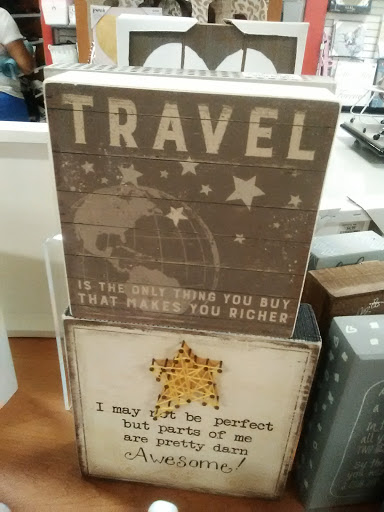 TRAVEL
IS THE ONLY THING YOU BUY
THAT MAKES YOU RICHER
I may not be perfect
but parts of me
are pretty darn
Awesome!